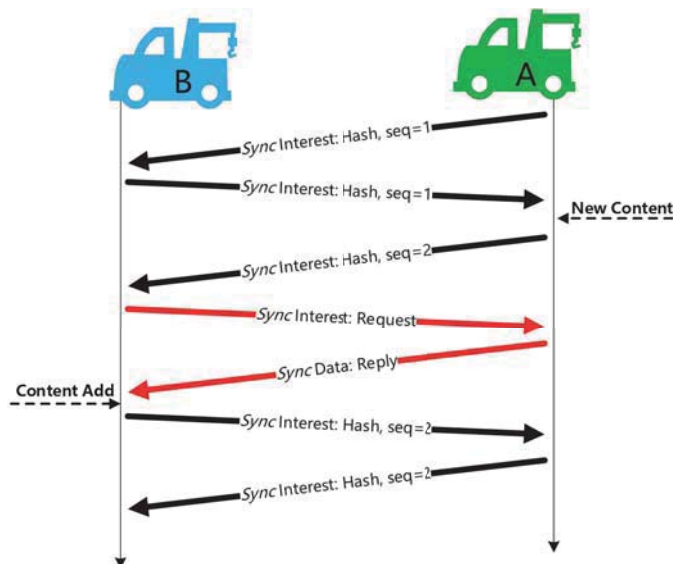 B
A
Sync Interest: Hash, seq=1
Sync Interest: Hash, seq=1
New Content
Sync Interest: Hash, seq=2
Sync Interest: Request
Sync Data: Reply
Content Add
Sync Interest: Hash, seq=2
Sync Interest: Hash, seq=2